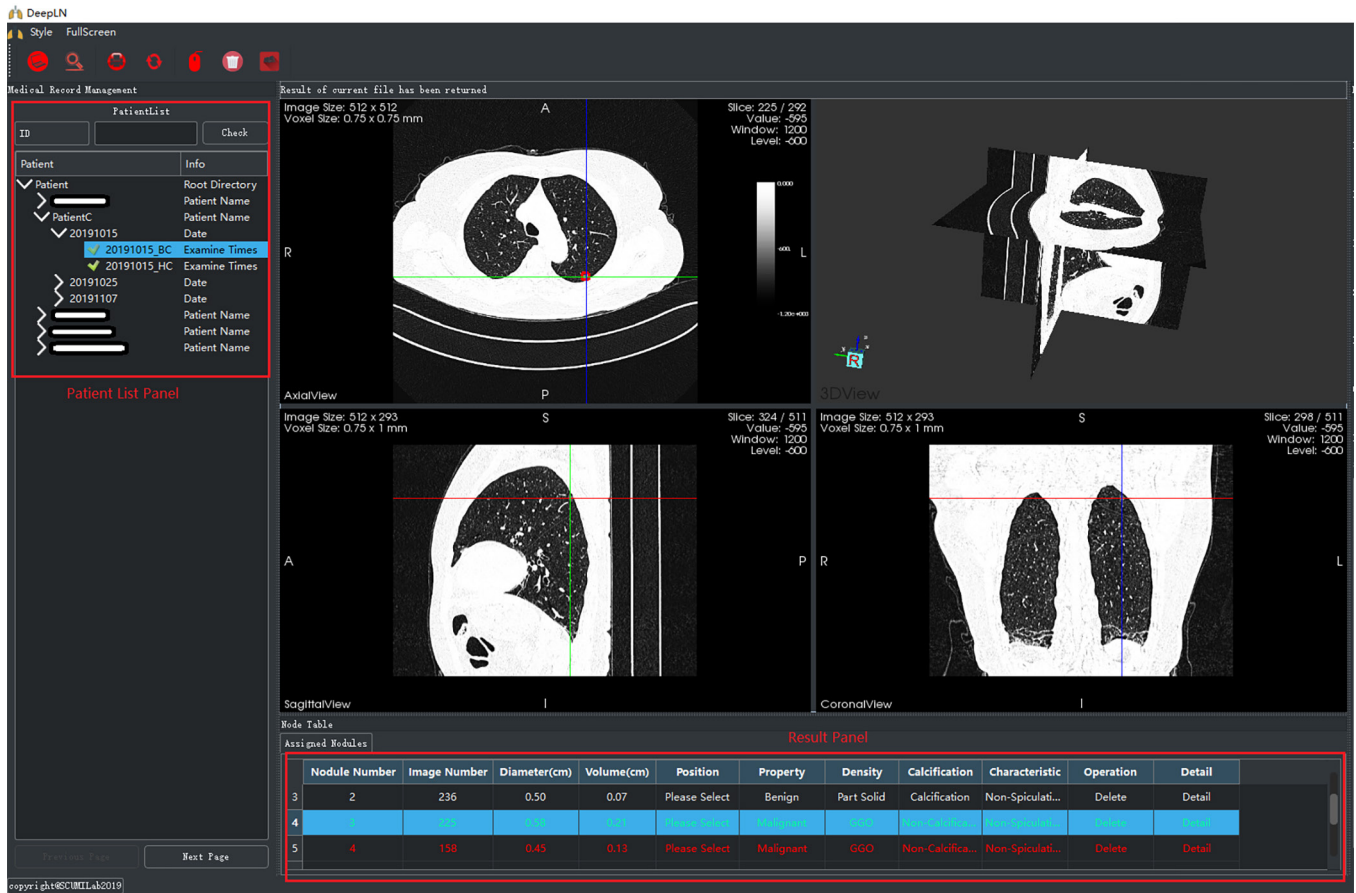 DeepLN
Style FullScreen
Medical Record Management
PatientList
ID Check
Patient Info
Patient Root Directory
Patient Name
PatientC Patient Name
20191015 Date
20191015_BC Examine Times
20191015_HC Examine Times
20191025 Date
20191107 Date
Patient Name
Patient Name
Patient Name
Patient List Panel
Previous Page Next Page
copyright@SCUMILab2019
Result of current file has been returned
Image Size: 512 x 512
Voxel Size: 0.75 x 0.75 mm
A
Slice: 225 / 292
Value: -595
Window: 1200
Level: -600
0.000
-600.
-1.20e+003
R L
AxialView P
R
3DView
Image Size: 512 x 293
Voxel Size: 0.75 x 1 mm
S
Slice: 324 / 511
Value: -595
Window: 1200
Level: -600
A P
SagittalView I
Image Size: 512 x 293
Voxel Size: 0.75 x 1 mm
S
Slice: 298 / 511
Value: -595
Window: 1200
Level: -600
R L
CoronalView I
Node Table
Assigned Nodules
Result Panel
Nodule Number Image Number Diameter(cm) Volume(cm) Position Property Density Calcification Characteristic Operation Detail
3 2 236 0.50 0.07 Please Select Benign Part Solid Calcification Non-Spiculati... Delete Detail
4 3 225 0.58 0.21 Please Select Malignant GGO Non-Calcifica... Non-Spiculati... Delete Detail
5 4 158 0.45 0.13 Please Select Malignant GGO Non-Calcifica... Non-Spiculati... Delete Detail